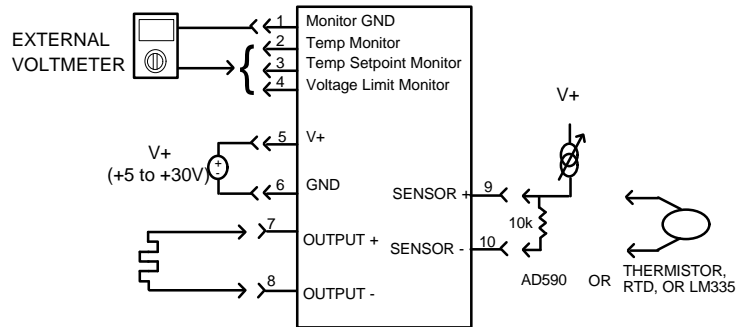 EXTERNAL
VOLTMETER
1 Monitor GND
2 Temp Monitor
3 Temp Setpoint Monitor
4 Voltage Limit Monitor
V+
(+5 to +30V)
+
-
5 V+
6 GND
7 OUTPUT +
8 OUTPUT -
SENSOR + 9
SENSOR - 10
V+
10k
AD590 OR THERMISTOR,
RTD, OR LM335